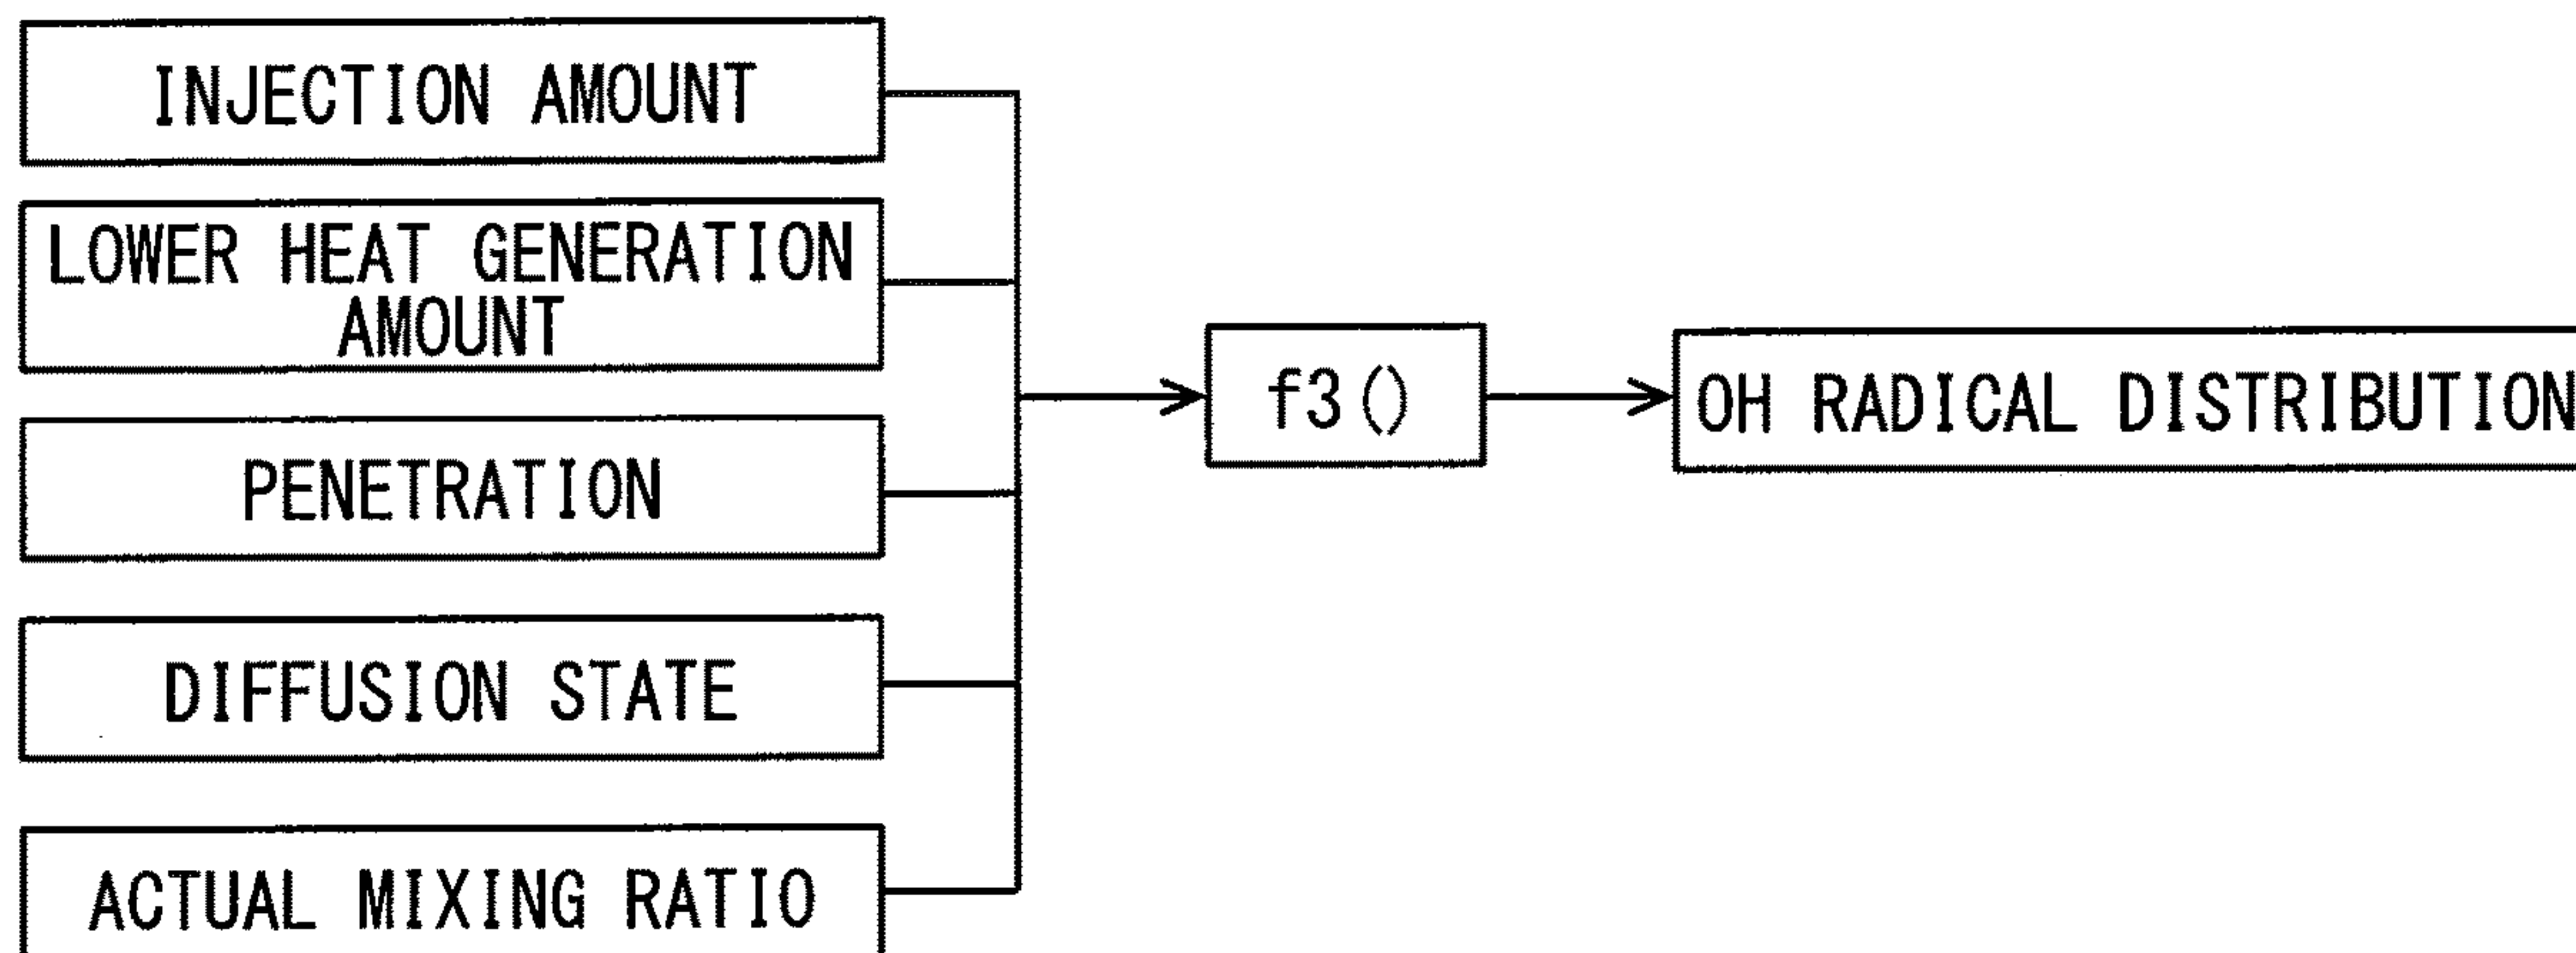 INJECTION AMOUNT
LOWER HEAT GENERATION
AMOUNT
PENETRATION
DIFFUSION STATE
ACTUAL MIXING RATIO
f3()
OH RADICAL DISTRIBUTION